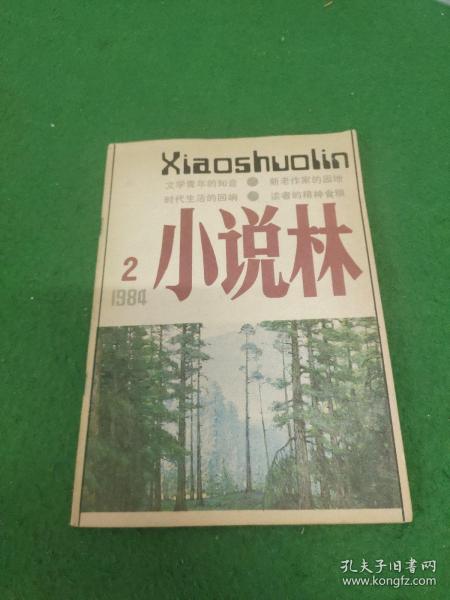 Xiaoshuolin
文学青年的知音 ● 新老作家的园地
时代生活的回响 ● 读者的精神食粮
小说林
2
1984
孔夫子旧书网
www.kongfz.com